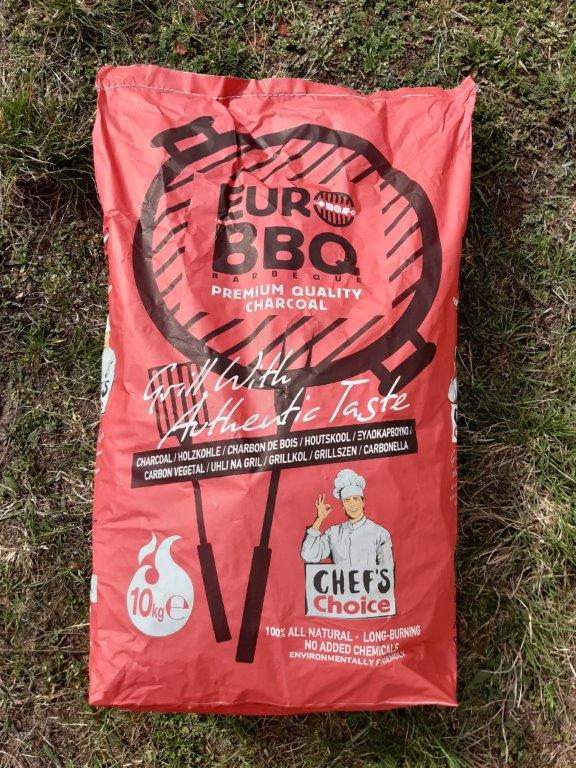 EURO
BBQ
BARBEQUE
PREMIUM QUALITY
CHARCOAL
Grill With
Authentic Taste
CHARCOAL / HOLZKOHLE / CHARBON DE BOIS / HOUTSKOOL / ΞΥΛΟΚΑΡΒΟΥΝΟ /
CARBON VEGETAL / UHLI NA GRIL / GRILLKOL / GRILLSZEN / CARBONELLA
10kg ℮
CHEF'S
Choice
100% ALL NATURAL · LONG-BURNING
NO ADDED CHEMICALS
ENVIRONMENTALLY FRIENDLY